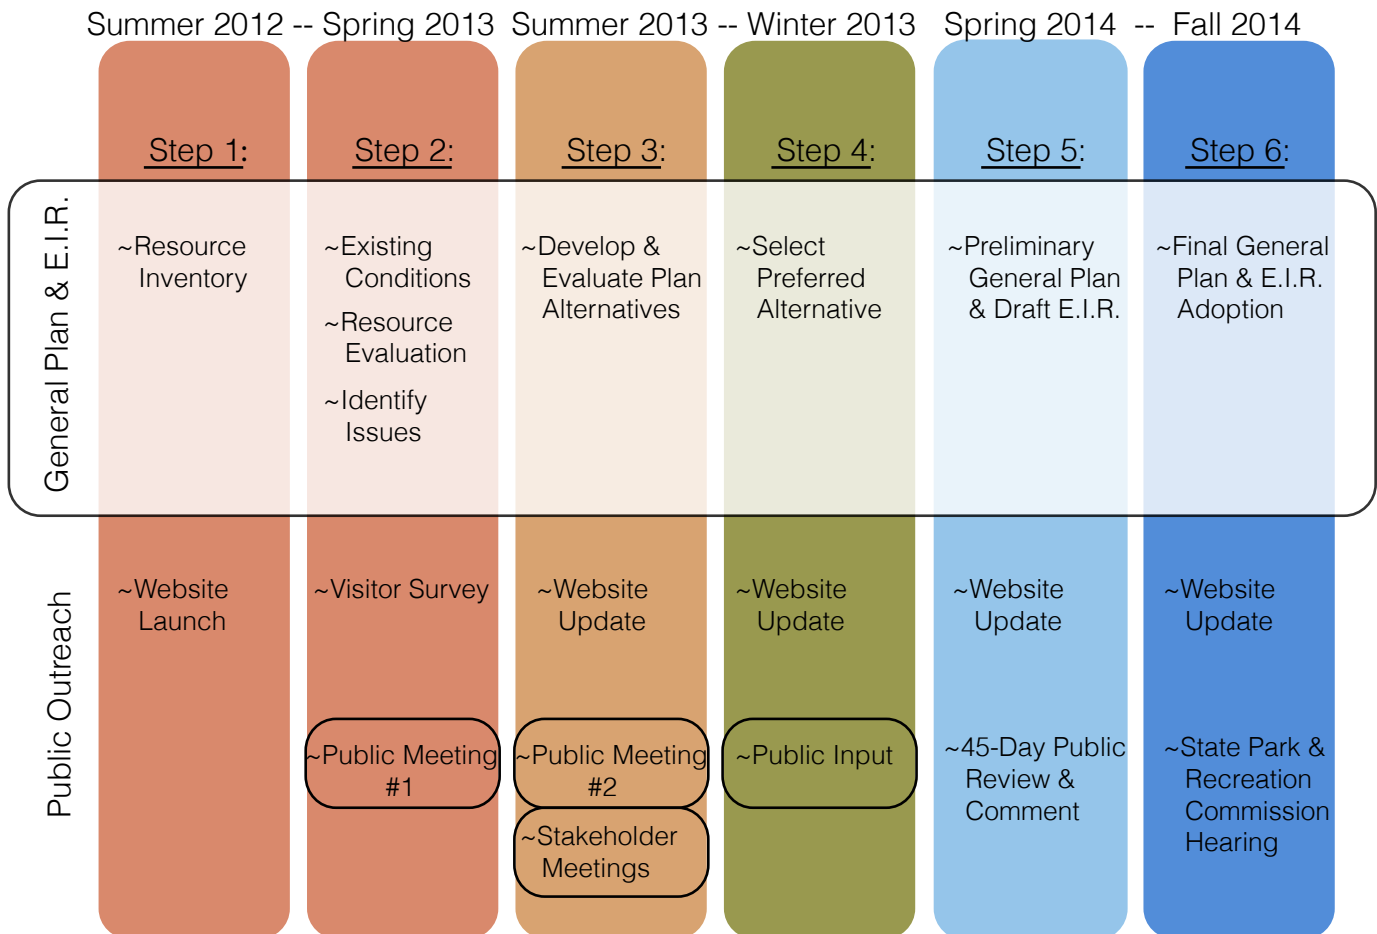 Summer 2012 -- Spring 2013 Summer 2013 -- Winter 2013 Spring 2014 -- Fall 2014
Step 1:
Step 2:
Step 3:
Step 4:
Step 5:
Step 6:
General Plan & E.I.R.
~Resource
Inventory
~Existing
Conditions
~Resource
Evaluation
~Identify
Issues
~Develop &
Evaluate Plan
Alternatives
~Select
Preferred
Alternative
~Preliminary
General Plan
& Draft E.I.R.
~Final General
Plan & E.I.R.
Adoption
Public Outreach
~Website
Launch
~Visitor Survey
~Public Meeting
#1
~Website
Update
~Public Meeting
#2
~Stakeholder
Meetings
~Website
Update
~Public Input
~Website
Update
~45-Day Public
Review &
Comment
~Website
Update
~State Park &
Recreation
Commission
Hearing